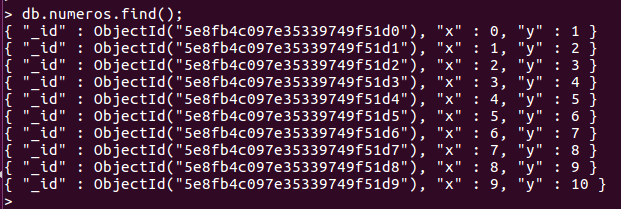 > db.numeros.find();
{ "_id" : ObjectId("5e8fb4c097e35339749f51d0"), "x" : 0, "y" : 1 }
{ "_id" : ObjectId("5e8fb4c097e35339749f51d1"), "x" : 1, "y" : 2 }
{ "_id" : ObjectId("5e8fb4c097e35339749f51d2"), "x" : 2, "y" : 3 }
{ "_id" : ObjectId("5e8fb4c097e35339749f51d3"), "x" : 3, "y" : 4 }
{ "_id" : ObjectId("5e8fb4c097e35339749f51d4"), "x" : 4, "y" : 5 }
{ "_id" : ObjectId("5e8fb4c097e35339749f51d5"), "x" : 5, "y" : 6 }
{ "_id" : ObjectId("5e8fb4c097e35339749f51d6"), "x" : 6, "y" : 7 }
{ "_id" : ObjectId("5e8fb4c097e35339749f51d7"), "x" : 7, "y" : 8 }
{ "_id" : ObjectId("5e8fb4c097e35339749f51d8"), "x" : 8, "y" : 9 }
{ "_id" : ObjectId("5e8fb4c097e35339749f51d9"), "x" : 9, "y" : 10 }
>